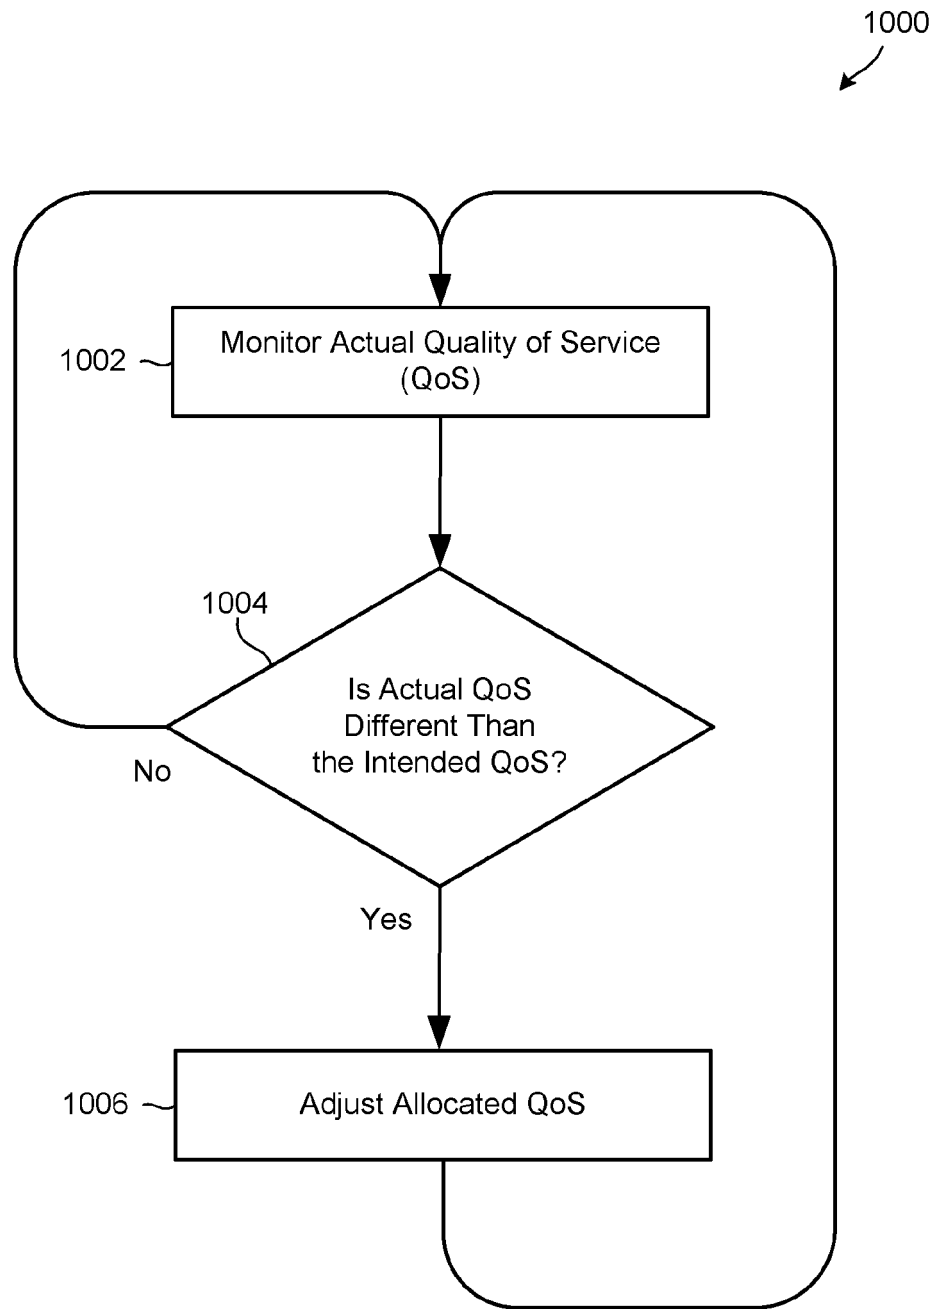 1000
Monitor Actual Quality of Service
(QoS)
1002
1004
Is Actual QoS
Different Than
the Intended QoS?
No
Yes
1006
Adjust Allocated QoS